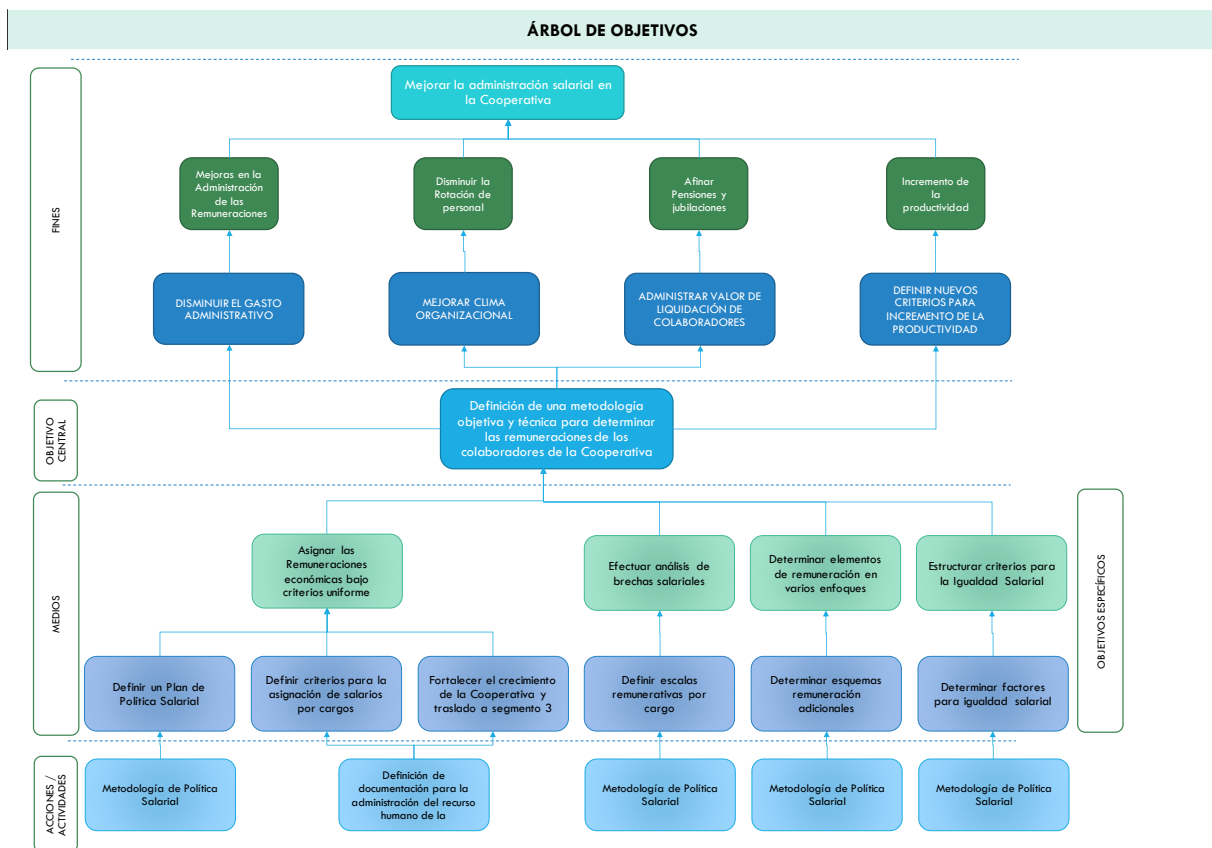 ÁRBOL DE OBJETIVOS
FINES
Mejorar la administración salarial en
la Cooperativa
Mejoras en la
Administración
de las
Remuneraciones
Disminuir la
Rotación de
personal
Afinar
Pensiones y
jubilaciones
Incremento de
la
productividad
DISMINUIR EL GASTO
ADMINISTRATIVO
MEJORAR CLIMA
ORGANIZACIONAL
ADMINISTRAR VALOR DE
LIQUIDACIÓN DE
COLABORADORES
DEFINIR NUEVOS
CRITERIOS PARA
INCREMENTO DE LA
PRODUCTIVIDAD
OBJETIVO
CENTRAL
Definición de una metodología
objetiva y técnica para determinar
las remuneraciones de los
colaboradores de la Cooperativa
MEDIOS
OBJETIVOS ESPECÍFICOS
Asignar las
Remuneraciones
económicas bajo
criterios uniforme
Efectuar análisis de
brechas salariales
Determinar elementos
de remuneración en
varios enfoques
Estructurar criterios para
la Igualdad Salarial
Definir un Plan de
Política Salarial
Definir criterios para la
asignación de salarios
por cargos
Fortalecer el crecimiento
de la Cooperativa y
traslado a segmento 3
Definir escalas
remunerativas por
cargo
Determinar esquemas
remuneración
adicionales
Determinar factores
para igualdad salarial
ACCIONES /
ACTIVIDADES
Metodología de Política
Salarial
Definición de
documentación para la
administración del recurso
humano de la
Metodología de Política
Salarial
Metodología de Política
Salarial
Metodología de Política
Salarial